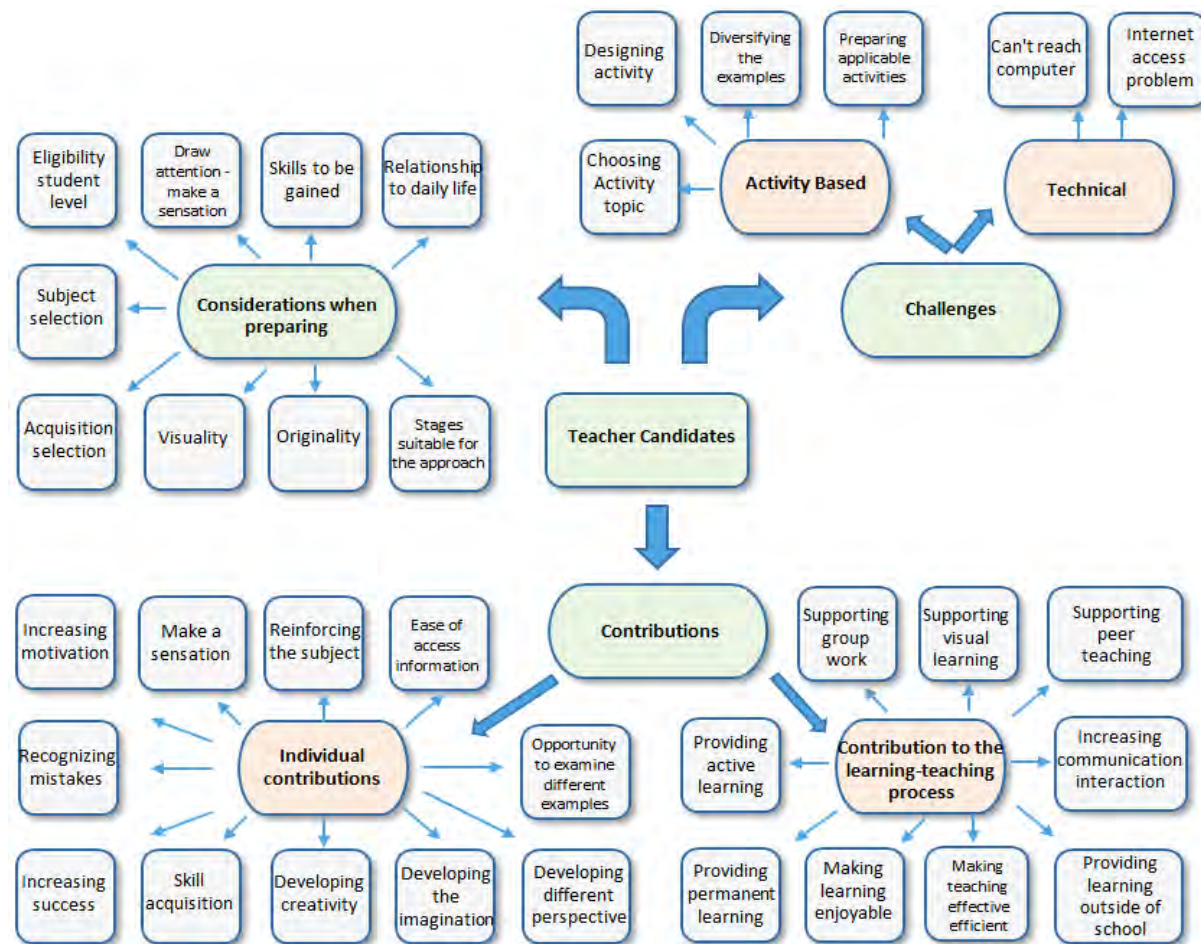 Designing
activity
Diversifying
the
examples
Preparing
applicable
activities
Can't reach
computer
Internet
access
problem
Choosing
Activity
topic
Activity Based
Technical
Challenges
Eligibility
student
level
Draw
attention -
make a
sensation
Skills to be
gained
Relationship
to daily life
Subject
selection
Considerations when
preparing
Acquisition
selection
Visuality
Originality
Stages
suitable for
the approach
Teacher Candidates
Contributions
Increasing
motivation
Make a
sensation
Reinforcing
the subject
Ease of
access
information
Recognizing
mistakes
Individual
contributions
Opportunity
to examine
different
examples
Increasing
success
Skill
acquisition
Developing
creativity
Developing
the
imagination
Developing
different
perspective
Supporting
group
work
Supporting
visual
learning
Supporting
peer
teaching
Providing
active
learning
Contribution to the
learning-teaching
process
Increasing
communication
interaction
Providing
permanent
learning
Making
learning
enjoyable
Making
teaching
effective
efficient
Providing
learning
outside of
school